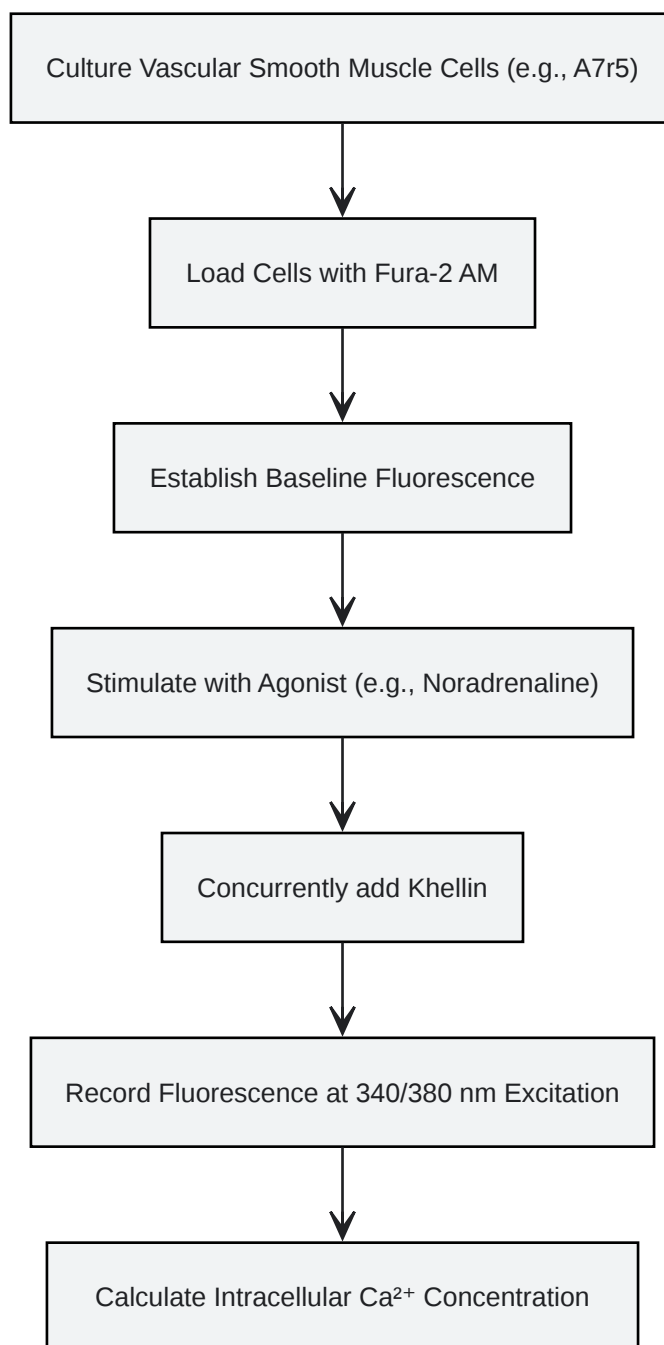 Culture Vascular Smooth Muscle Cells (e.g., A7r5)
Load Cells with Fura-2 AM
Establish Baseline Fluorescence
Stimulate with Agonist (e.g., Noradrenaline)
Concurrently add Khellin
Record Fluorescence at 340/380 nm Excitation
Calculate Intracellular Ca²⁺ Concentration